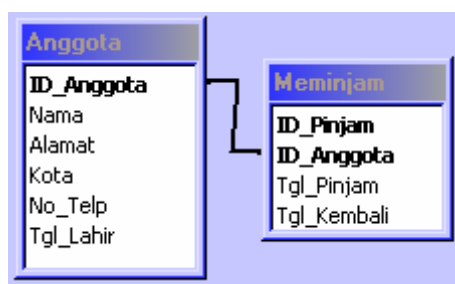 Anggota
ID_Anggota
Nama
Alamat
Kota
No_Telp
Tgl_Lahir
Meminjam
ID_Pinjam
ID_Anggota
Tgl_Pinjam
Tgl_Kembali